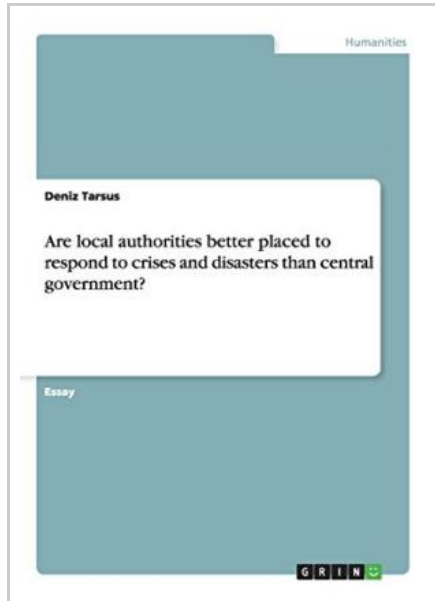 Humanities
Deniz Tarsus
Are local authorities better placed to
respond to crises and disasters than central
government?
Essay
GRIN